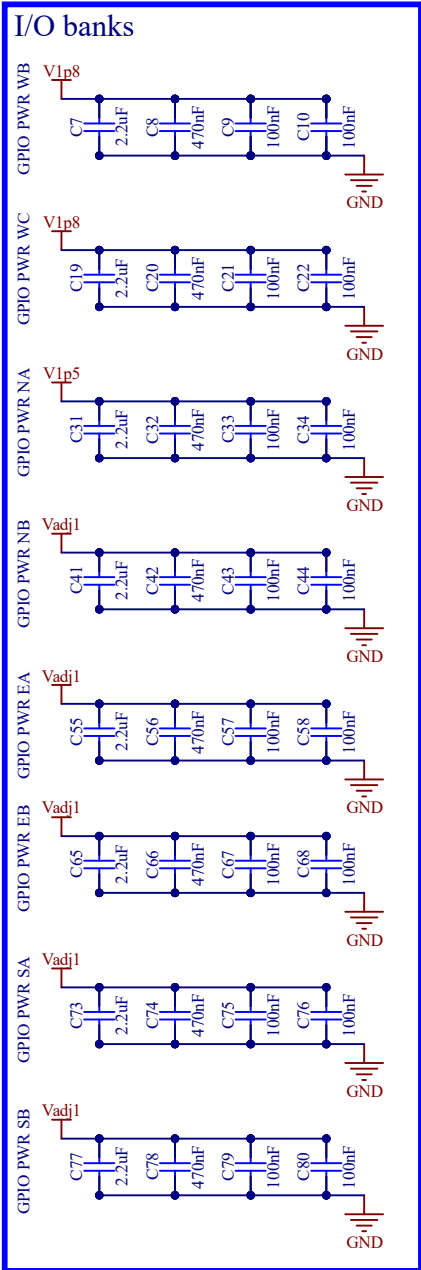 I/O banks
GPIO PWR WB
V1p8
C7
2.2uF
C8
470nF
C9
100nF
C10
100nF
GND
GPIO PWR WC
V1p8
C19
2.2uF
C20
470nF
C21
100nF
C22
100nF
GND
GPIO PWR NA
V1p5
C31
2.2uF
C32
470nF
C33
100nF
C34
100nF
GND
GPIO PWR NB
Vadj1
C41
2.2uF
C42
470nF
C43
100nF
C44
100nF
GND
GPIO PWR EA
Vadj1
C55
2.2uF
C56
470nF
C57
100nF
C58
100nF
GND
GPIO PWR EB
Vadj1
C65
2.2uF
C66
470nF
C67
100nF
C68
100nF
GND
GPIO PWR SA
Vadj1
C73
2.2uF
C74
470nF
C75
100nF
C76
100nF
GND
GPIO PWR SB
Vadj1
C77
2.2uF
C78
470nF
C79
100nF
C80
100nF
GND